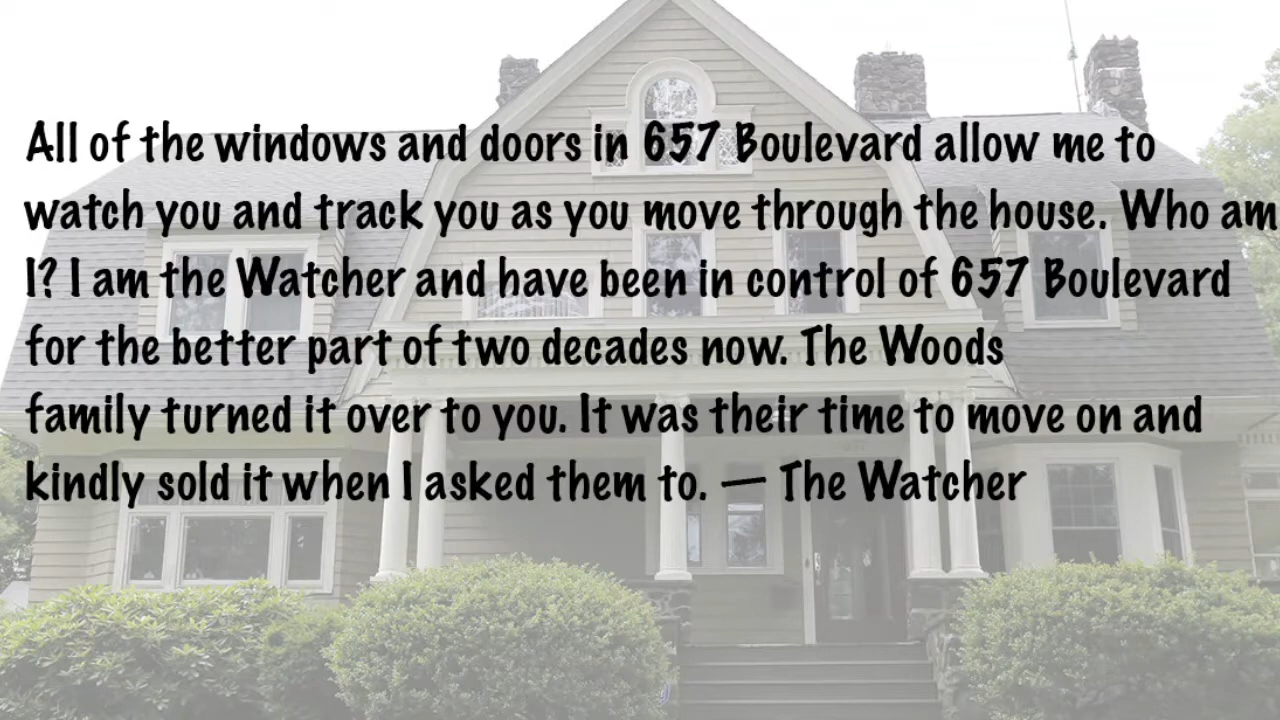 All of the windows and doors in 657 Boulevard allow me to
watch you and track you as you move through the house. Who am
I? I am the Watcher and have been in control of 657 Boulevard
for the better part of two decades now. The Woods
family turned it over to you. It was their time to move on and
kindly sold it when I asked them to. — The Watcher